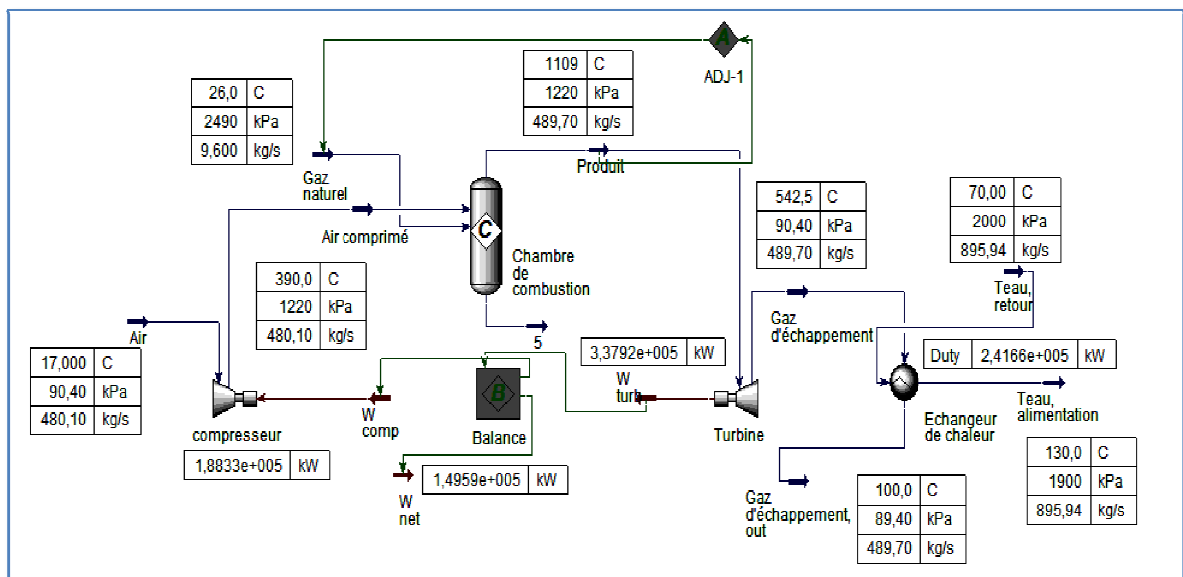 A
ADJ-1
26,0 C
2490 kPa
9,600 kg/s
1109 C
1220 kPa
489,70 kg/s
Gaz
naturel
Produit
Air comprimé
C
Chambre
de
combustion
542,5 C
90,40 kPa
489,70 kg/s
70,00 C
2000 kPa
895,94 kg/s
390,0 C
1220 kPa
480,10 kg/s
Teau,
retour
Gaz
d'échappement
Air
5
17,000 C
90,40 kPa
480,10 kg/s
3,3792e+005 kW
W
turb
Duty 2,4166e+005 kW
B
compresseur
W
comp
Balance
Turbine
Echangeur
de chaleur
Teau,
alimentation
1,8833e+005 kW
W
net
1,4959e+005 kW
Gaz
d'échappement,
out
100,0 C
89,40 kPa
489,70 kg/s
130,0 C
1900 kPa
895,94 kg/s